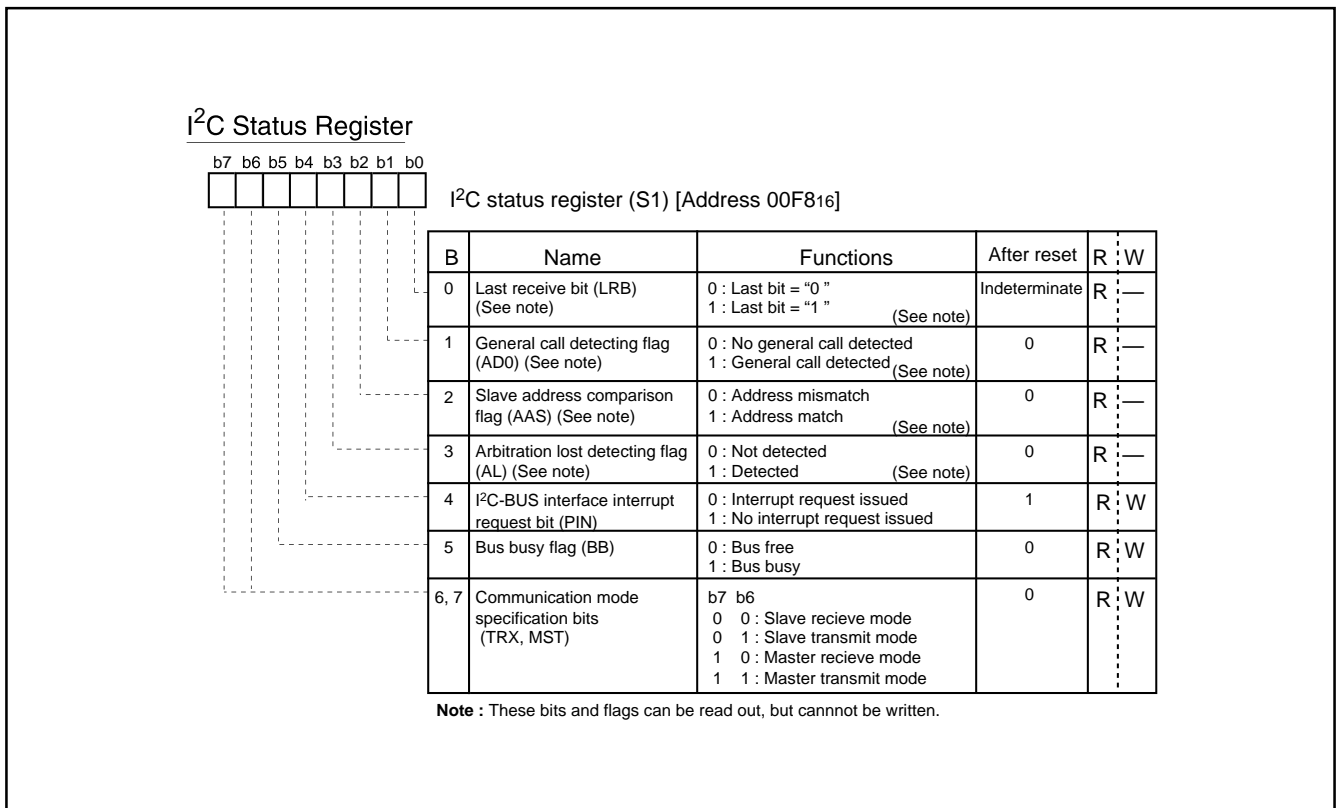 I2C Status Register
b7 b6 b5 b4 b3 b2 b1 b0
I2C status register (S1) [Address 00F816]
B Name Functions After reset R W
0 Last receive bit (LRB) 0 : Last bit = “0 ” Indeterminate R —
(See note) 1 : Last bit = “1 ” (See note)
1 General call detecting flag 0 : No general call detected 0 R —
(AD0) (See note) 1 : General call detected (See note)
2 Slave address comparison 0 : Address mismatch 0 R —
flag (AAS) (See note) 1 : Address match (See note)
3 Arbitration lost detecting flag 0 : Not detected 0 R —
(AL) (See note) 1 : Detected (See note)
4 I2C-BUS interface interrupt 0 : Interrupt request issued 1 R W
request bit (PIN) 1 : No interrupt request issued
5 Bus busy flag (BB) 0 : Bus free 0 R W
1 : Bus busy
6, 7 Communication mode b7 b6 0 R W
specification bits 0 0 : Slave recieve mode
(TRX, MST) 0 1 : Slave transmit mode
1 0 : Master recieve mode
1 1 : Master transmit mode
Note : These bits and flags can be read out, but cannnot be written.